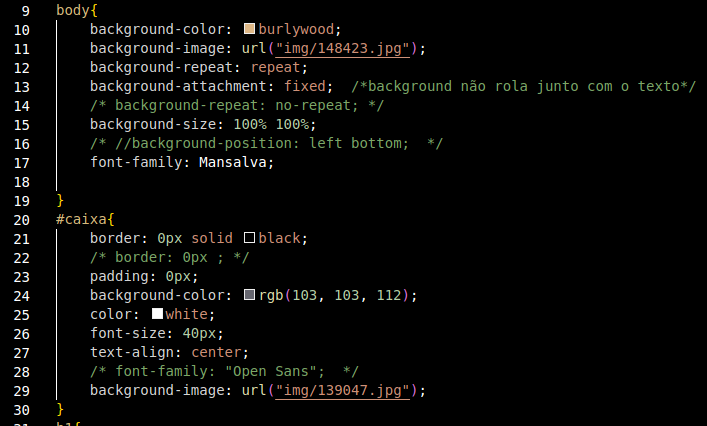 9 body{
10 background-color: burlywood;
11 background-image: url("img/148423.jpg");
12 background-repeat: repeat;
13 background-attachment: fixed; /*background não rola junto com o texto*/
14 /* background-repeat: no-repeat; */
15 background-size: 100% 100%;
16 /* //background-position: left bottom; */
17 font-family: Mansalva;
18
19 }
20 #caixa{
21 border: 0px solid black;
22 /* border: 0px ; */
23 padding: 0px;
24 background-color: rgb(103, 103, 112);
25 color: white;
26 font-size: 40px;
27 text-align: center;
28 /* font-family: "Open Sans"; */
29 background-image: url("img/139047.jpg");
30 }
31 h1{